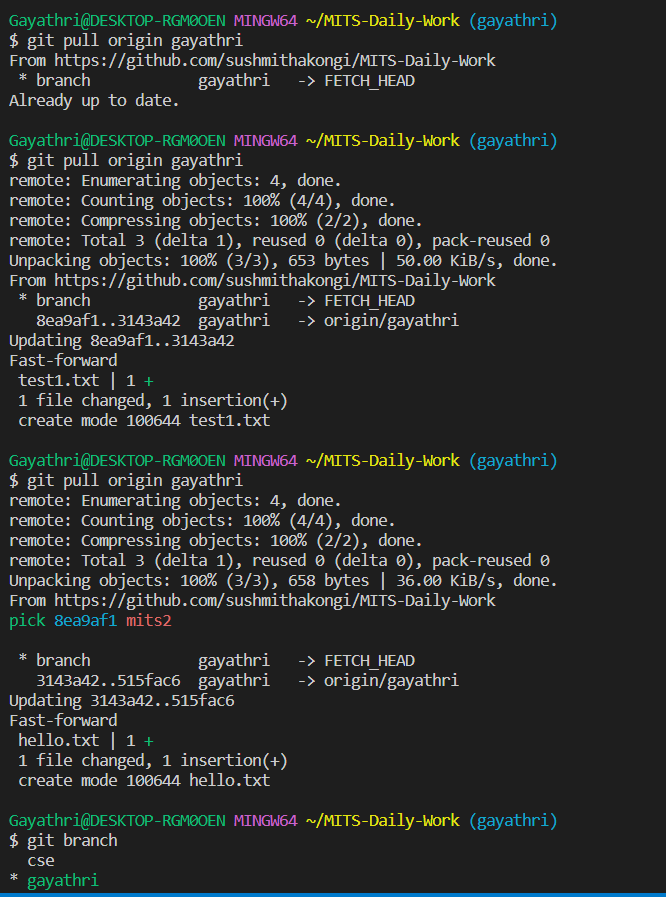 Gayathri@DESKTOP-RGM0OEN MINGW64 ~/MITS-Daily-Work (gayathri)
$ git pull origin gayathri
From https://github.com/sushmithakongi/MITS-Daily-Work
 * branch            gayathri   -> FETCH_HEAD
Already up to date.

Gayathri@DESKTOP-RGM0OEN MINGW64 ~/MITS-Daily-Work (gayathri)
$ git pull origin gayathri
remote: Enumerating objects: 4, done.
remote: Counting objects: 100% (4/4), done.
remote: Compressing objects: 100% (2/2), done.
remote: Total 3 (delta 1), reused 0 (delta 0), pack-reused 0
Unpacking objects: 100% (3/3), 653 bytes | 50.00 KiB/s, done.
From https://github.com/sushmithakongi/MITS-Daily-Work
 * branch            gayathri   -> FETCH_HEAD
   8ea9af1..3143a42  gayathri   -> origin/gayathri
Updating 8ea9af1..3143a42
Fast-forward
 test1.txt | 1 +
 1 file changed, 1 insertion(+)
 create mode 100644 test1.txt

Gayathri@DESKTOP-RGM0OEN MINGW64 ~/MITS-Daily-Work (gayathri)
$ git pull origin gayathri
remote: Enumerating objects: 4, done.
remote: Counting objects: 100% (4/4), done.
remote: Compressing objects: 100% (2/2), done.
remote: Total 3 (delta 1), reused 0 (delta 0), pack-reused 0
Unpacking objects: 100% (3/3), 658 bytes | 36.00 KiB/s, done.
From https://github.com/sushmithakongi/MITS-Daily-Work
pick 8ea9af1 mits2

 * branch            gayathri   -> FETCH_HEAD
   3143a42..515fac6  gayathri   -> origin/gayathri
Updating 3143a42..515fac6
Fast-forward
 hello.txt | 1 +
 1 file changed, 1 insertion(+)
 create mode 100644 hello.txt

Gayathri@DESKTOP-RGM0OEN MINGW64 ~/MITS-Daily-Work (gayathri)
$ git branch
  cse
* gayathri